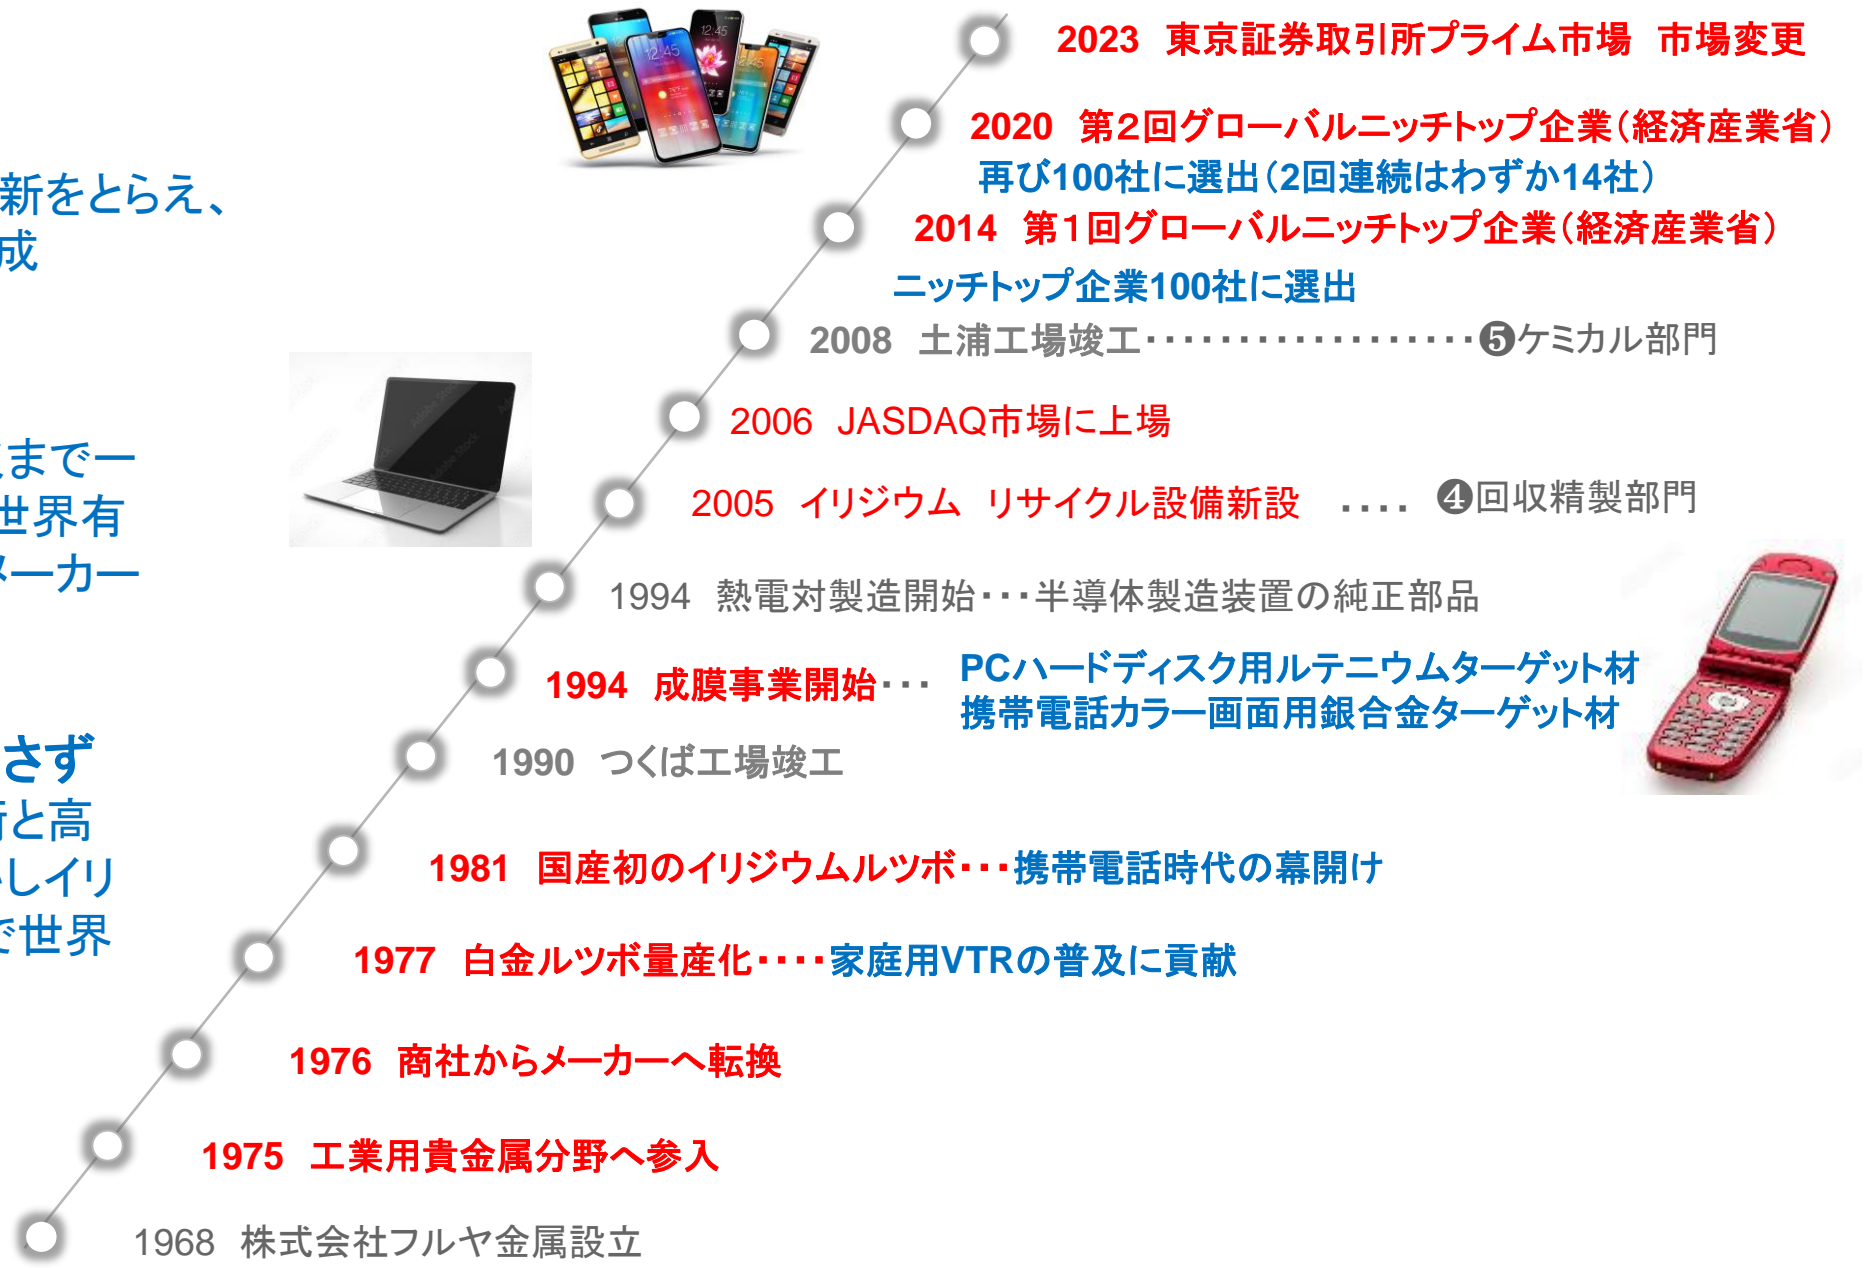 新をとらえ、
成
まで一
世界有
メーカー
さず
と高
しイリ
で世界
2023 東京証券取引所プライム市場 市場変更
2020 第2回グローバルニッチトップ企業(経済産業省)
再び100社に選出(2回連続はわずか14社)
2014 第1回グローバルニッチトップ企業(経済産業省)
ニッチトップ企業100社に選出
2008 土浦工場竣工・・・・・・・・・・・・・・・・・・❺ケミカル部門
2006 JASDAQ市場に上場
2005 イリジウム リサイクル設備新設 ‥‥ ❹回収精製部門
1994 熱電対製造開始・・・半導体製造装置の純正部品
1994 成膜事業開始・・・ PCハードディスク用ルテニウムターゲット材
携帯電話カラー画面用銀合金ターゲット材
1990 つくば工場竣工
1981 国産初のイリジウムルツボ・・・携帯電話時代の幕開け
1977 白金ルツボ量産化・・・・家庭用VTRの普及に貢献
1976 商社からメーカーへ転換
1975 工業用貴金属分野へ参入
1968 株式会社フルヤ金属設立